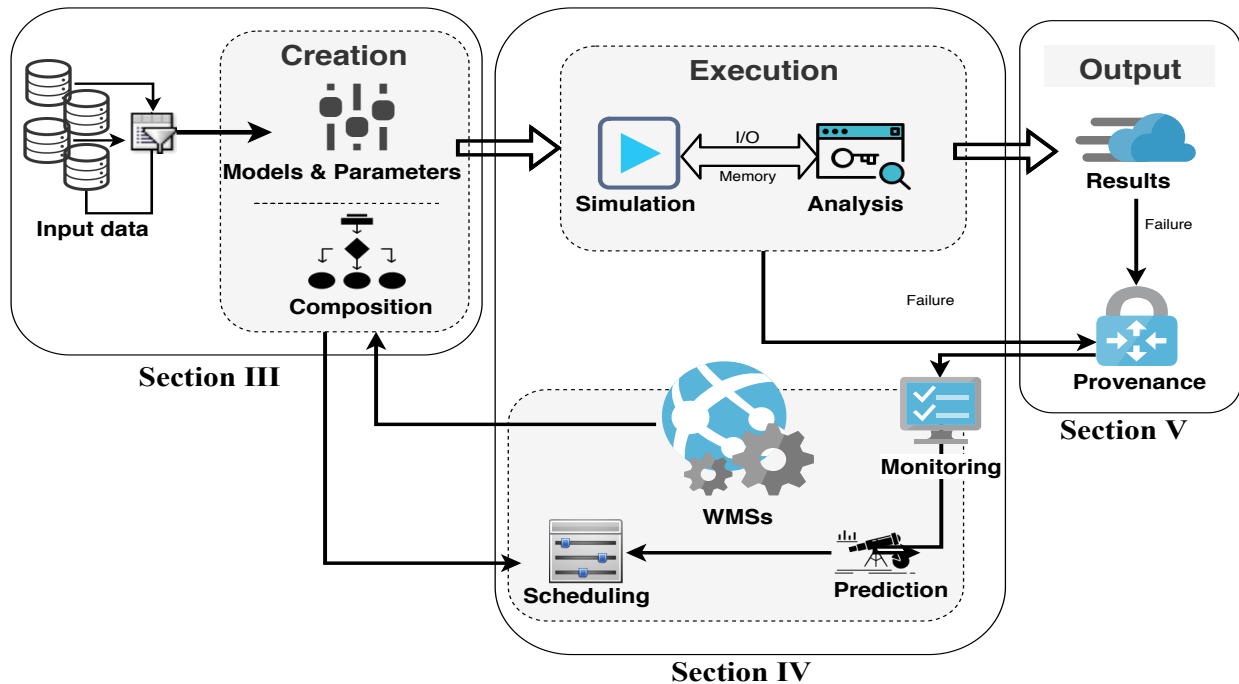 Creation
Models & Parameters
Input data
Composition
Section III
Execution
I/O
Memory
Simulation
Analysis
Failure
WMSs
Monitoring
Scheduling
Prediction
Section IV
Output
Results
Failure
Provenance
Section V